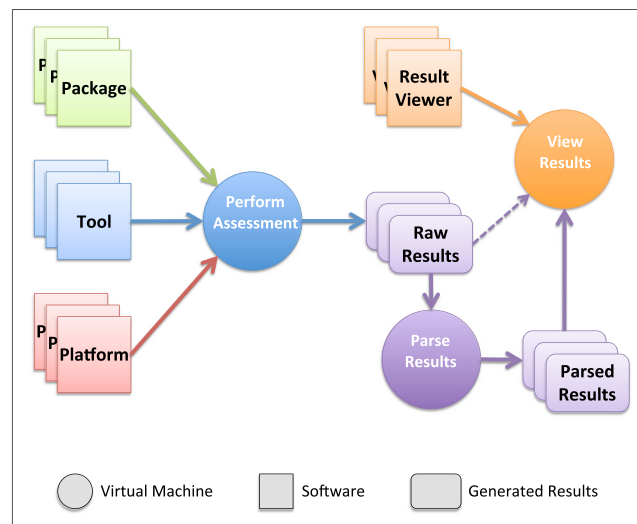 P
P
Package
Result
Viewer
V
V
View
Results
Tool
Perform
Assessment
Raw
Results
P
P
Platform
Parse
Results
Parsed
Results
Virtual Machine
Software
Generated Results